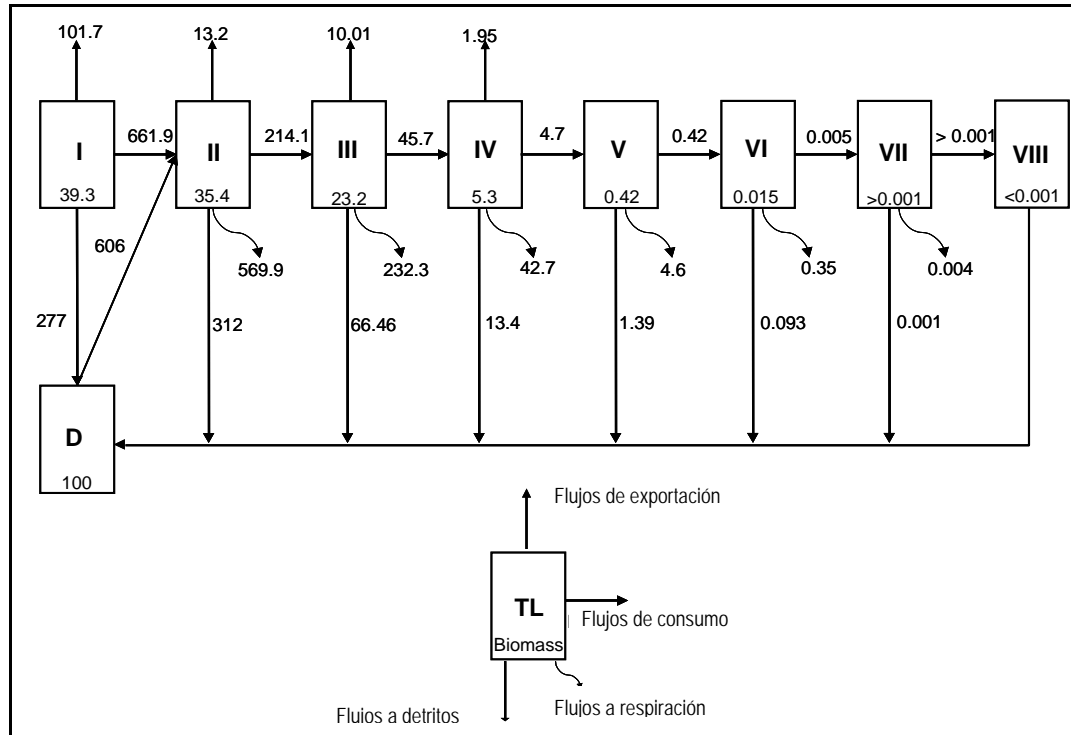 101.7 13.2 10.01 1.95
661.9 214.1 45.7 4.7 0.42 0.005 > 0.001
I II III IV V VI VII VIII
39.3 35.4 23.2 5.3 0.42 0.015 >0.001 <0.001
606
569.9 232.3 42.7 4.6 0.35 0.004
277 312 66.46 13.4 1.39 0.093 0.001
D
100
Flujos de exportación
TL
Flujos de consumo
Biomass
Flujos a detritos
Flujos a respiración